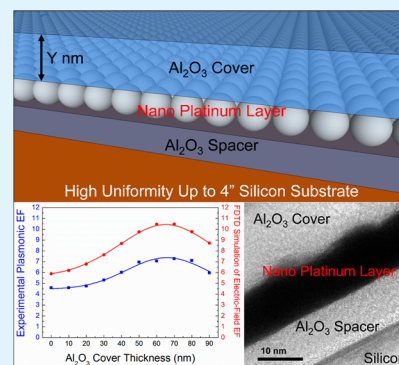 Y nm
Al2O3 Cover
Nano Platinum Layer
Al2O3 Spacer
High Uniformity Up to 4" Silicon Substrate
Experimental Plasmonic EF
12
11
10
9
8
7
6
5
4
3
2
1
0
12
11
10
9
8
7
6
5
4
3
2
1
0
FDTD Simulation of Electric-Field EF
0 10 20 30 40 50 60 70 80 90
Al2O3 Cover Thickness (nm)
Al2O3 Cover
Nano Platinum Layer
Al2O3 Spacer
10 nm
Silicon